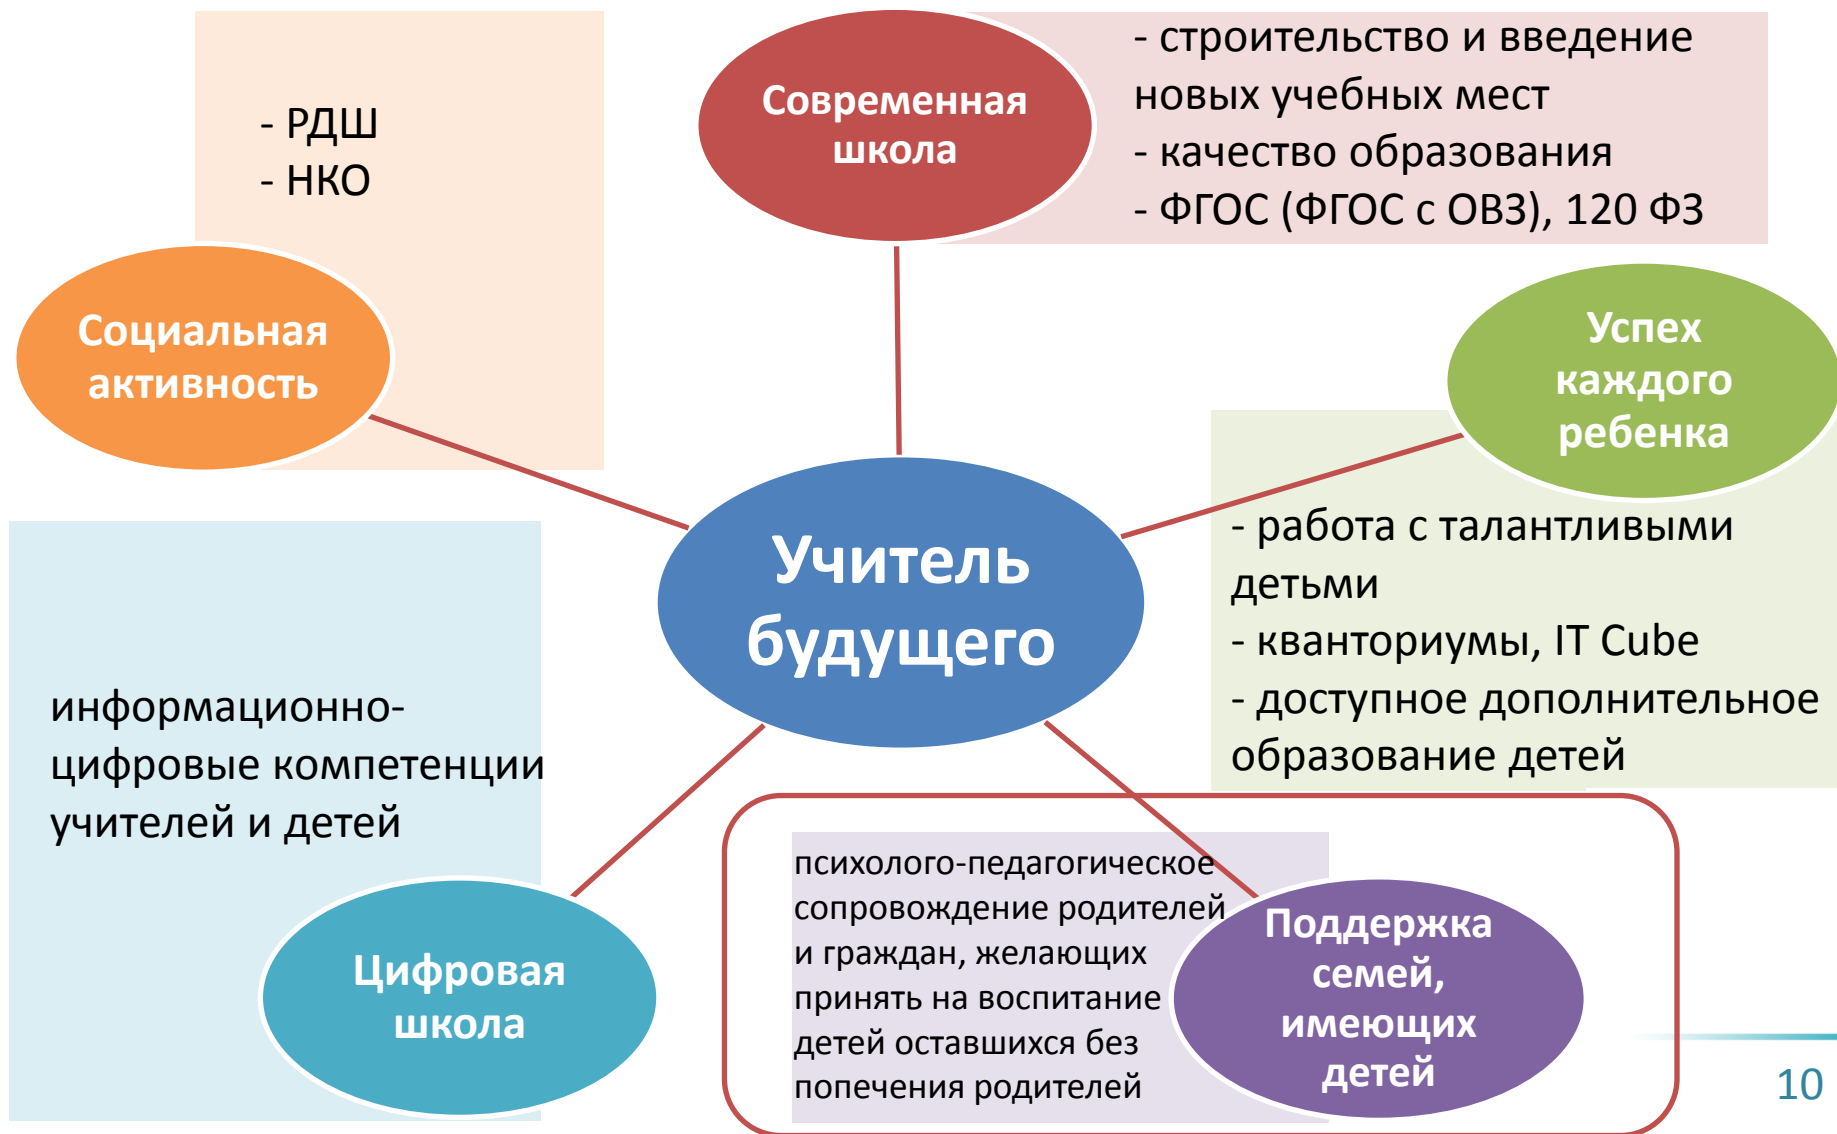 - РДШ
- НКО
Социальная
активность
Современная
школа
- строительство и введение
новых учебных мест
- качество образования
- ФГОС (ФГОС с ОВЗ), 120 ФЗ
Успех
каждого
ребенка
- работа с талантливыми
детьми
- кванториумы, IT Cube
- доступное дополнительное
образование детей
Учитель
будущего
информационно-
цифровые компетенции
учителей и детей
Цифровая
школа
психолого-педагогическое
сопровождение родителей
и граждан, желающих
принять на воспитание
детей оставшихся без
попечения родителей
Поддержка
семей,
имеющих
детей
10